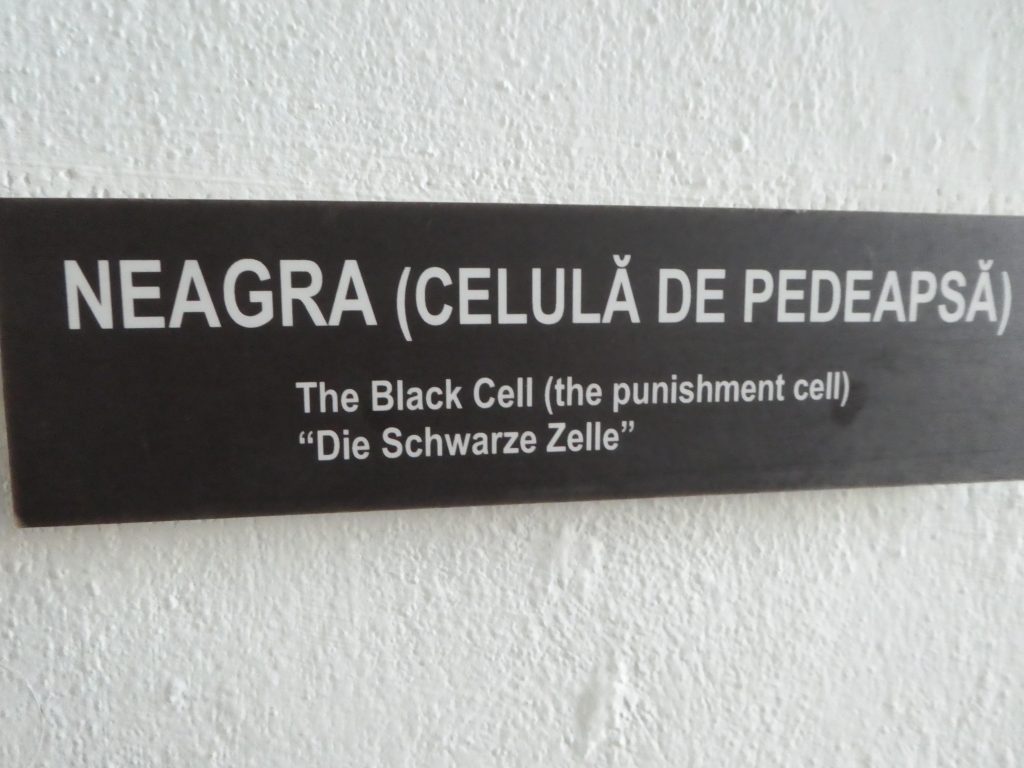 NEAGRA (CELULĂ DE PEDEAPSĂ)
The Black Cell (the punishment cell)
“Die Schwarze Zelle”